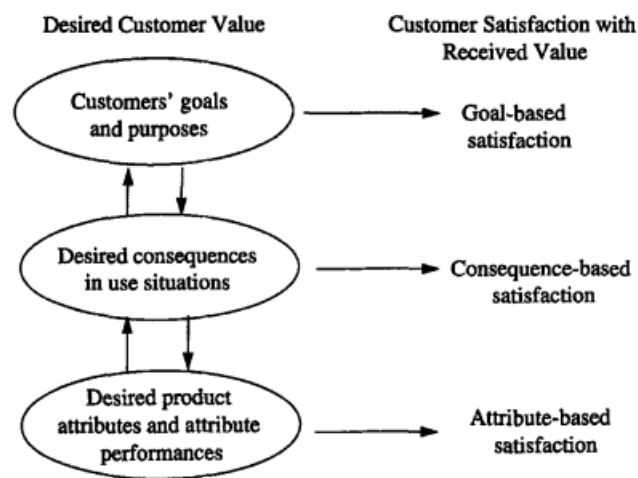 Desired Customer Value
Customer Satisfaction with
Received Value
Customers' goals
and purposes
Goal-based
satisfaction
Desired consequences
in use situations
Consequence-based
satisfaction
Desired product
attributes and attribute
performances
Attribute-based
satisfaction